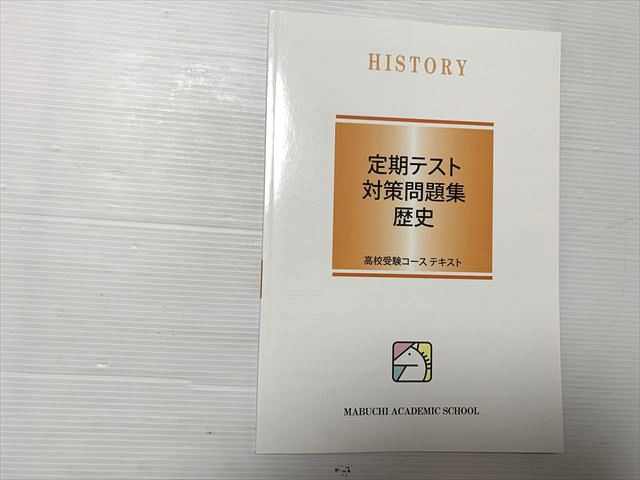 HISTORY
定期テスト
対策問題集
歴史
高校受験コース テキスト
MABUCHI ACADEMIC SCHOOL